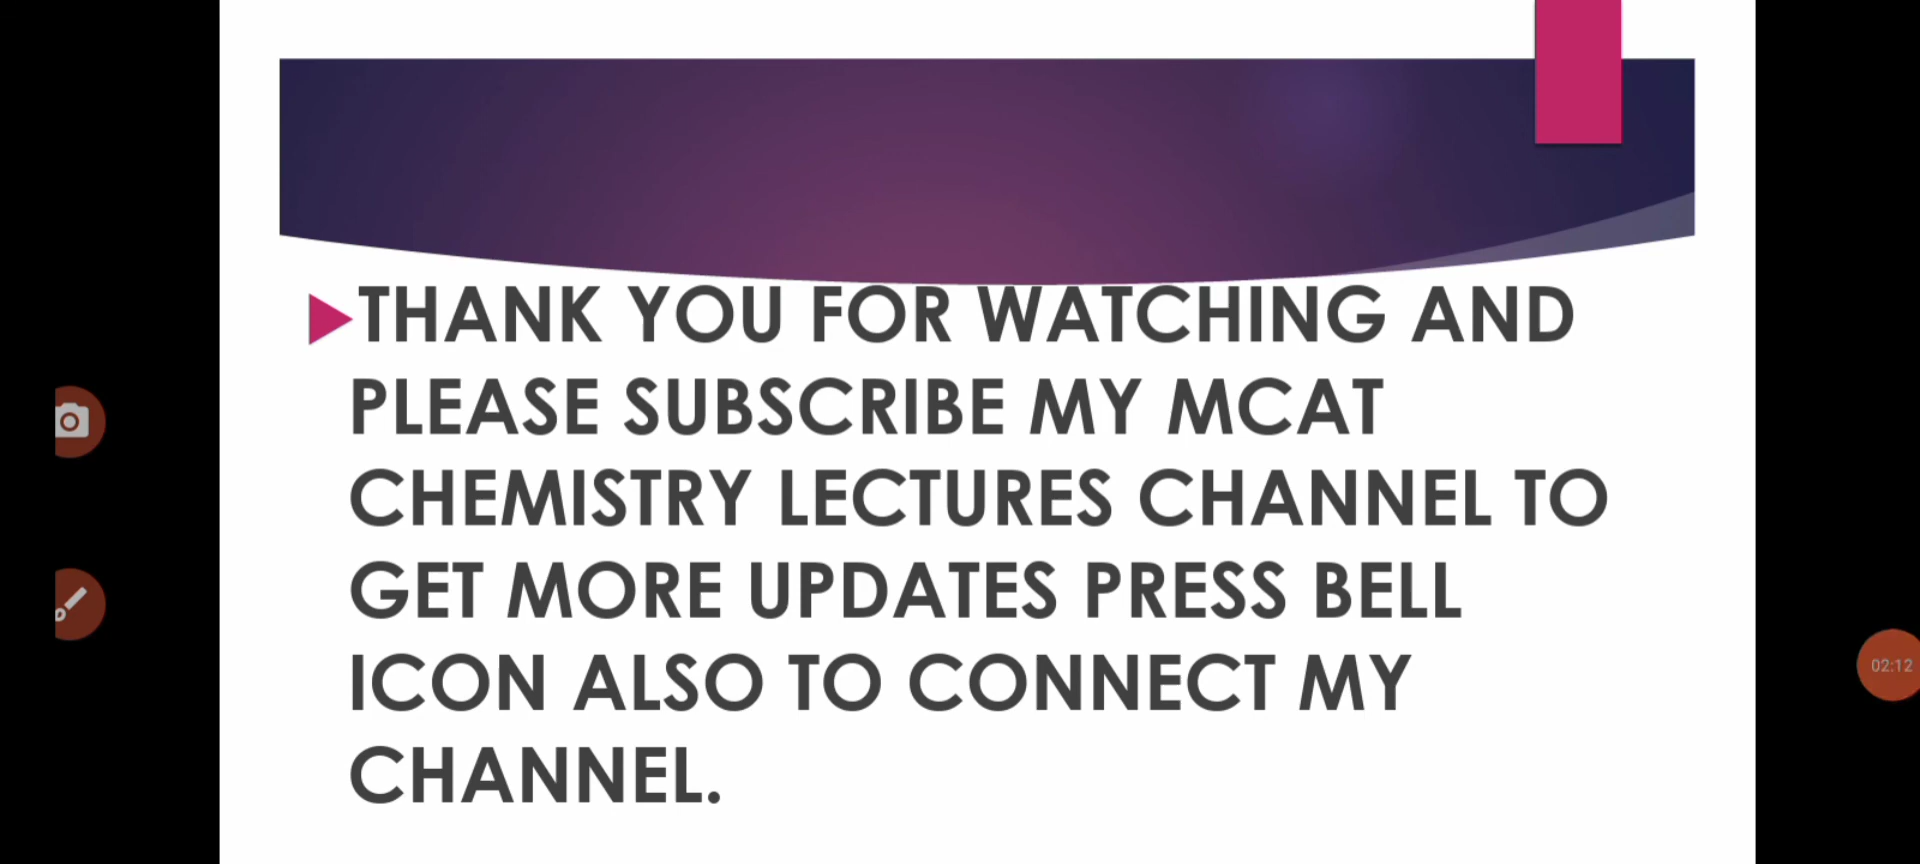 THANK YOU FOR WATCHING AND
PLEASE SUBSCRIBE MY MCAT
CHEMISTRY LECTURES CHANNEL TO
GET MORE UPDATES PRESS BELL
ICON ALSO TO CONNECT MY
CHANNEL.
02:12